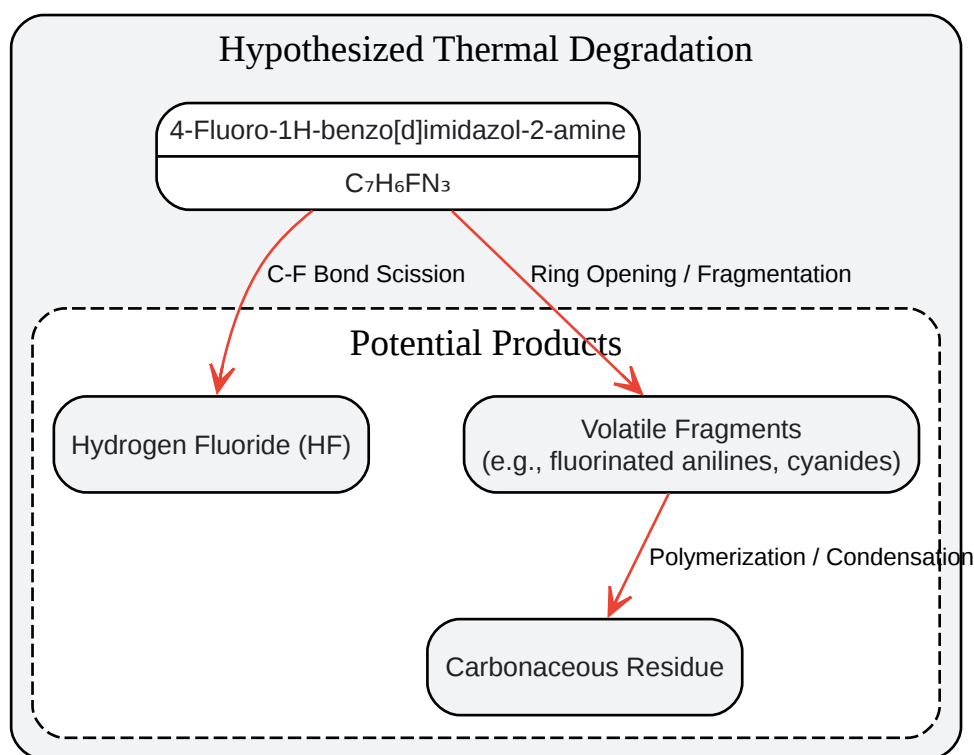 Hypothesized Thermal Degradation
4-Fluoro-1H-benzo[d]imidazol-2-amine
C₇H₆FN₃
C-F Bond Scission
Ring Opening / Fragmentation
Potential Products
Hydrogen Fluoride (HF)
Volatile Fragments
(e.g., fluorinated anilines, cyanides)
Polymerization / Condensation
Carbonaceous Residue